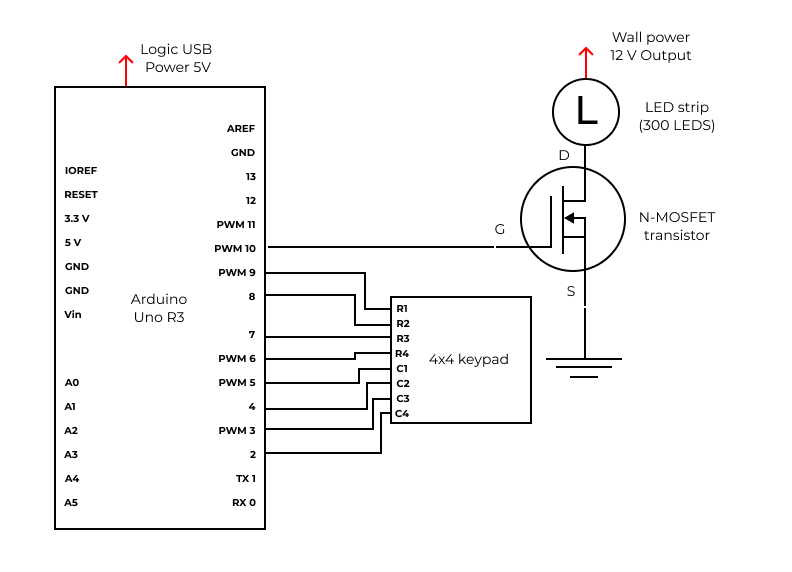 Logic USB
Power 5V
Wall power
12 V Output
L
LED strip
(300 LEDS)
D
G
N-MOSFET
transistor
S
Arduino
Uno R3
IOREF
RESET
3.3 V
5 V
GND
GND
Vin
A0
A1
A2
A3
A4
A5
AREF
GND
13
12
PWM 11
PWM 10
PWM 9
8
7
PWM 6
PWM 5
4
PWM 3
2
TX 1
RX 0
R1
R2
R3
R4
C1
C2
C3
C4
4x4 keypad